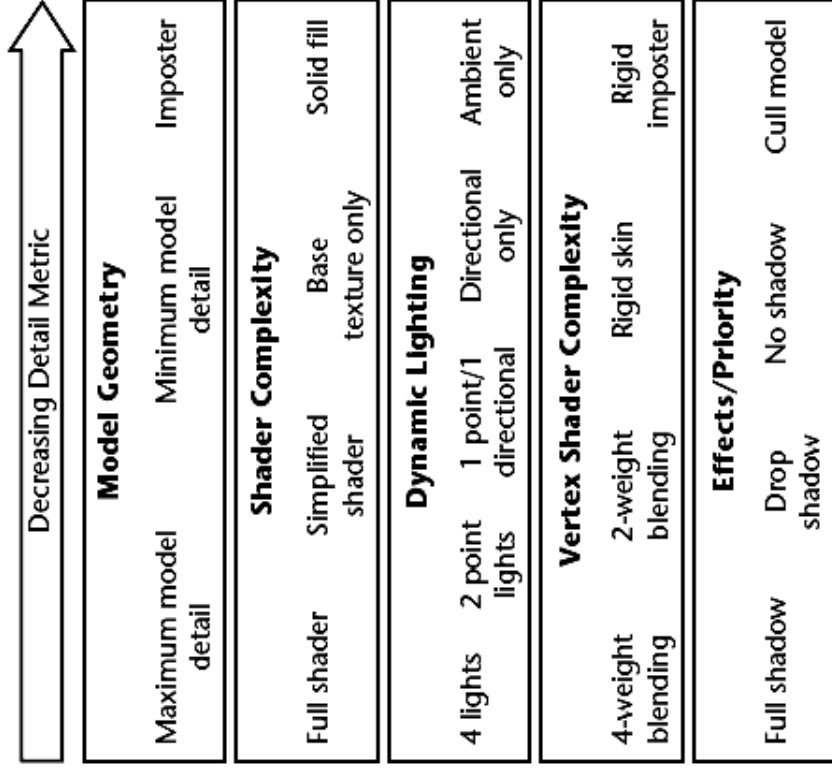 Decreasing Detail Metric
Model Geometry
Maximum model
detail
Minimum model
detail
Imposter
Shader Complexity
Full shader
Simplified
shader
Base
texture only
Solid fill
Dynamic Lighting
4 lights
2 point
lights
1 point/1
directional
Directional
only
Ambient
only
Vertex Shader Complexity
4-weight
blending
2-weight
blending
Rigid skin
Rigid
imposter
Effects/Priority
Full shadow
Drop
shadow
No shadow
Cull model